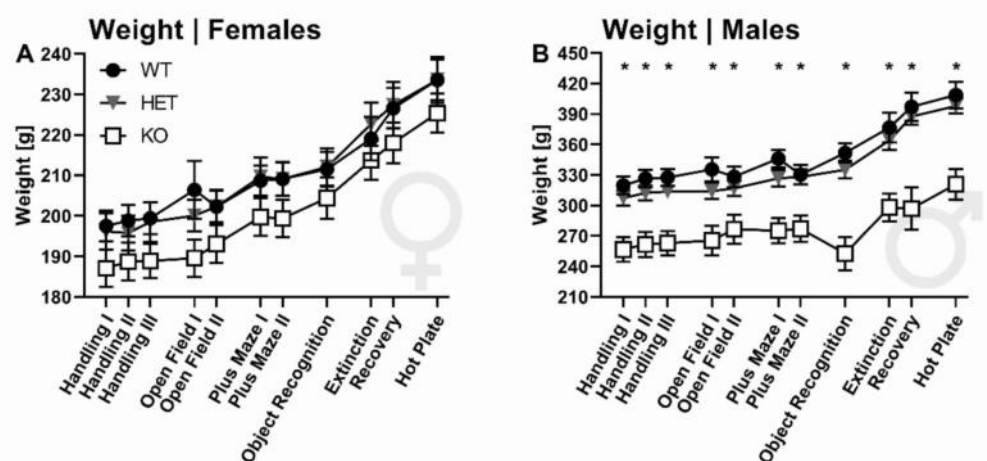 Weight | Females
A
240
230
220
210
200
190
180
Weight [g]
WT
HET
KO
Handling I
Handling II
Handling III
Open Field I
Open Field II
Plus Maze I
Plus Maze II
Object Recognition
Extinction
Recovery
Hot Plate
Weight | Males
B
450
420
390
360
330
300
270
240
210
Weight [g]
* * * * * * * * * * *
Handling I
Handling II
Handling III
Open Field I
Open Field II
Plus Maze I
Plus Maze II
Object Recognition
Extinction
Recovery
Hot Plate